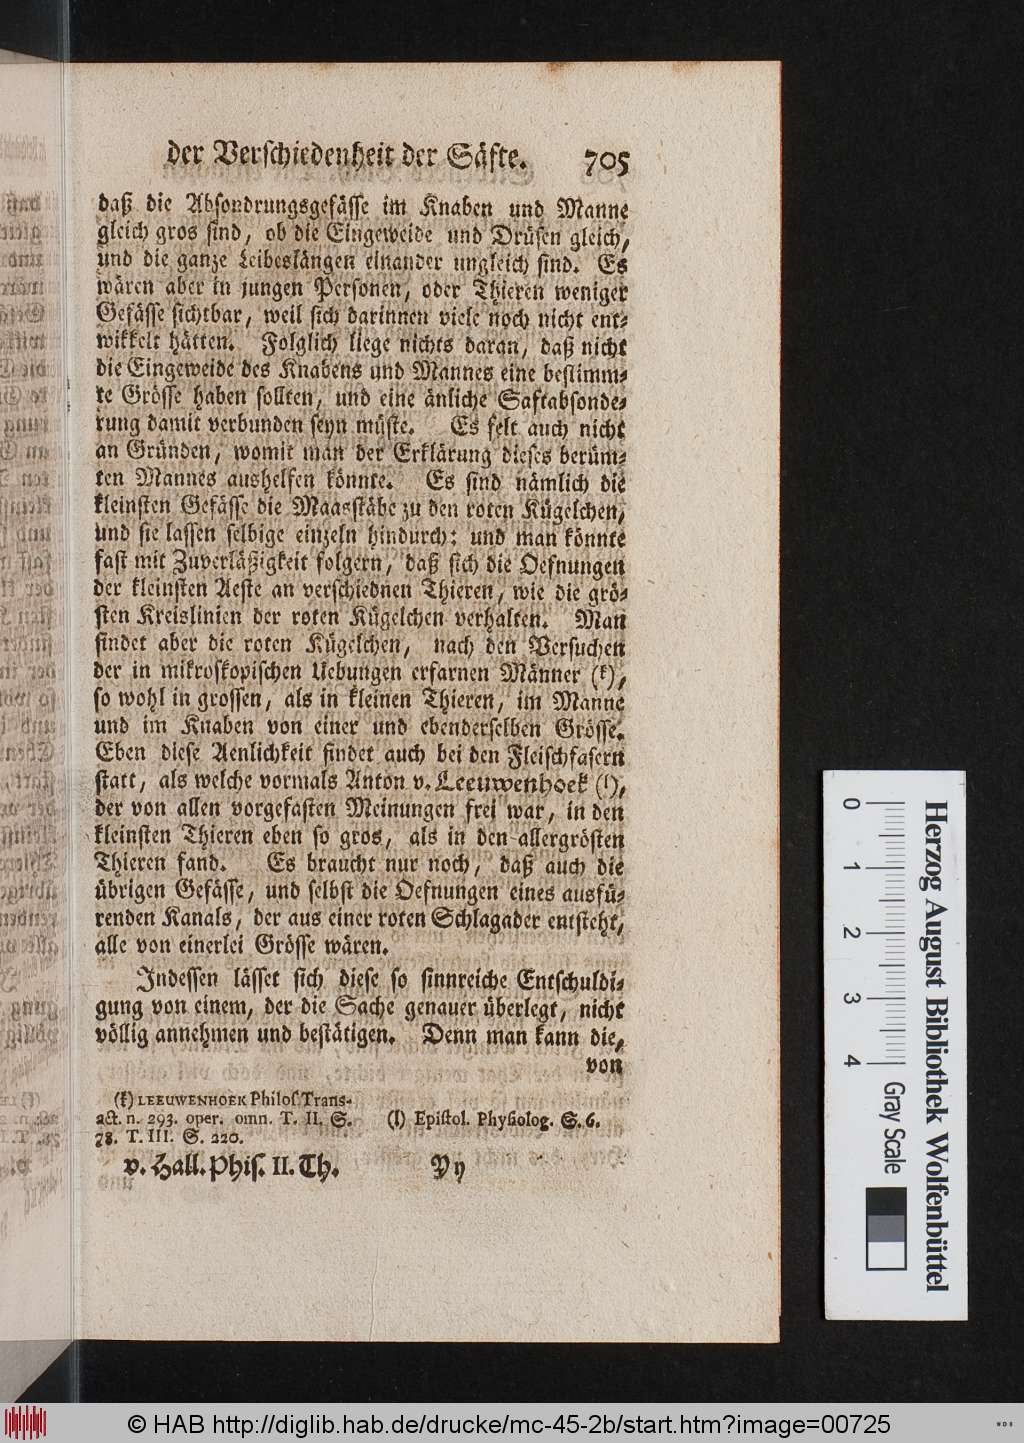 der Verschiedenheit der Säfte. 705
daß die Absondrungsgefässe im Knaben und Manne
gleich gros sind, ob die Eingeweide und Drüsen gleich,
und die ganze Leibeslängen einander ungleich sind. Es
wären aber in jungen Personen, oder Thieren weniger
Gefässe sichtbar, weil sich darinnen viele noch nicht ent-
wikkelt hätten. Folglich liege nichts daran, daß nicht
die Eingeweide des Knabens und Mannes eine bestimm-
te Grösse haben sollten, und eine änliche Saftabsonde-
rung damit verbunden seyn müste. Es felt auch nicht
an Gründen, womit man der Erklärung dieses berüm-
ten Mannes aushelfen könnte. Es sind nämlich die
kleinsten Gefässe die Maasstäbe zu den roten Kügelchen,
und sie lassen selbige einzeln hindurch: und man könnte
fast mit Zuverläßigkeit folgern, daß sich die Oefnungen
der kleinsten Aeste an verschiednen Thieren, wie die grö-
sten Kreislinien der roten Kügelchen verhalten. Man
findet aber die roten Kügelchen, nach den Versuchen
der in mikroskopischen Uebungen erfarnen Männer (k),
so wohl in grossen, als in kleinen Thieren, im Manne
und im Knaben von einer und ebenderselben Grösse.
Eben diese Aenlichkeit findet auch bei den Fleischfasern
statt, als welche vormals Anton v. Leeuwenhoek (l),
der von allen vorgefasten Meinungen frei war, in den
kleinsten Thieren eben so gros, als in den allergrösten
Thieren fand. Es braucht nur noch, daß auch die
übrigen Gefässe, und selbst die Oefnungen eines ausfü-
renden Kanals, der aus einer roten Schlagader entsteht,
alle von einerlei Grösse wären.
Indessen lässet sich diese so sinnreiche Entschuldi-
gung von einem, der die Sache genauer überlegt, nicht
völlig annehmen und bestätigen. Denn man kann die-
von
(k) LEEUWENHOEK Philos. Trans-
act. n. 293. oper. omn. T. II. S.
78. T. III. S. 220.
(l) Epistol. Physiolog. S. 6.
v. Hall. Phis. II. Th. Yy
0 1 2 3 4 Gray Scale
Herzog August Bibliothek Wolfenbüttel
© HAB http://diglib.hab.de/drucke/mc-45-2b/start.htm?image=00725